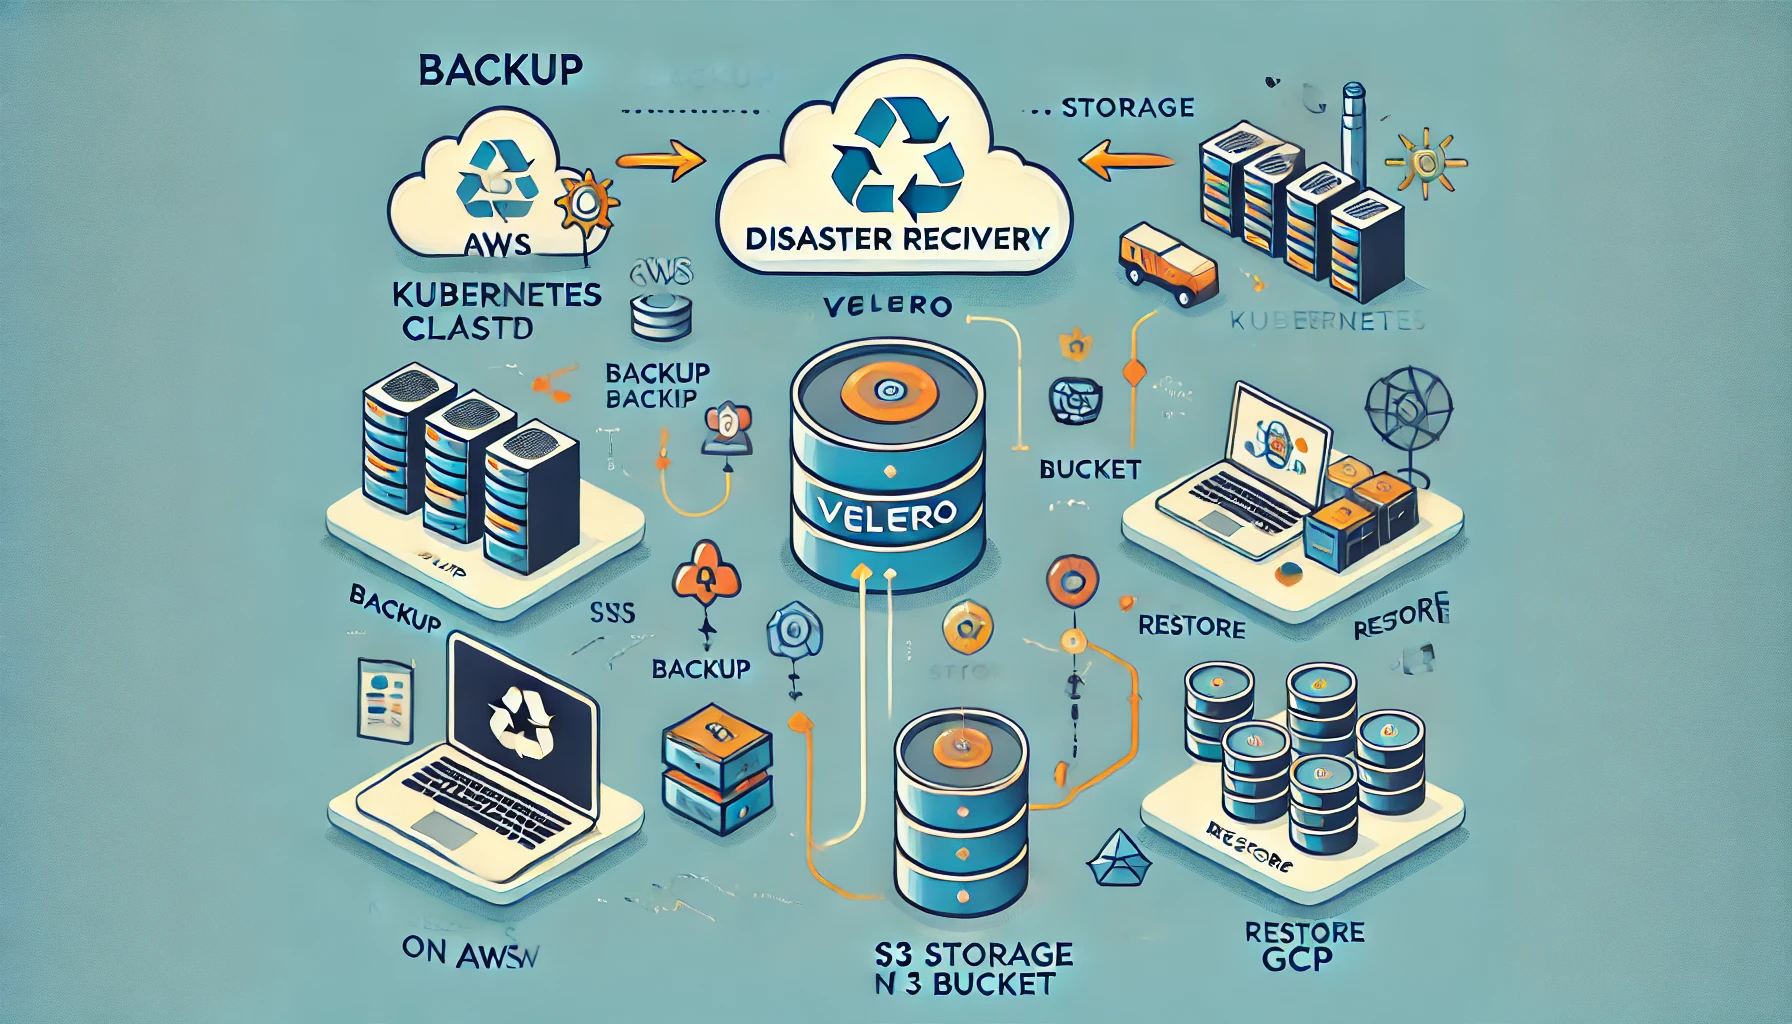 BACKUP
STORAGE
AWS
DISASTER RECIVERY
AWS
KUBERNETES
CLASTD
VELERO
KUBEERNETES
BACKUP
BACKIP
BUCKET
VELERO
BACKUP
SSS
RESTORE
RESORE
BACKUP
ON AWSW
S3 STORAGE
N 3 BUCKET
RESTORE
GCP